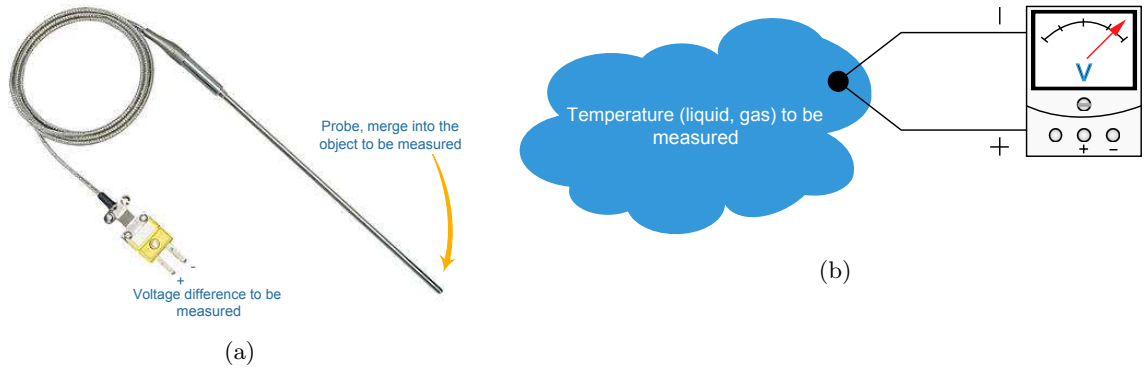 Probe, merge into the
object to be measured
-
+
Voltage difference to be
measured
(a)
Temperature (liquid, gas) to be
measured
−
+
V
+ −
(b)